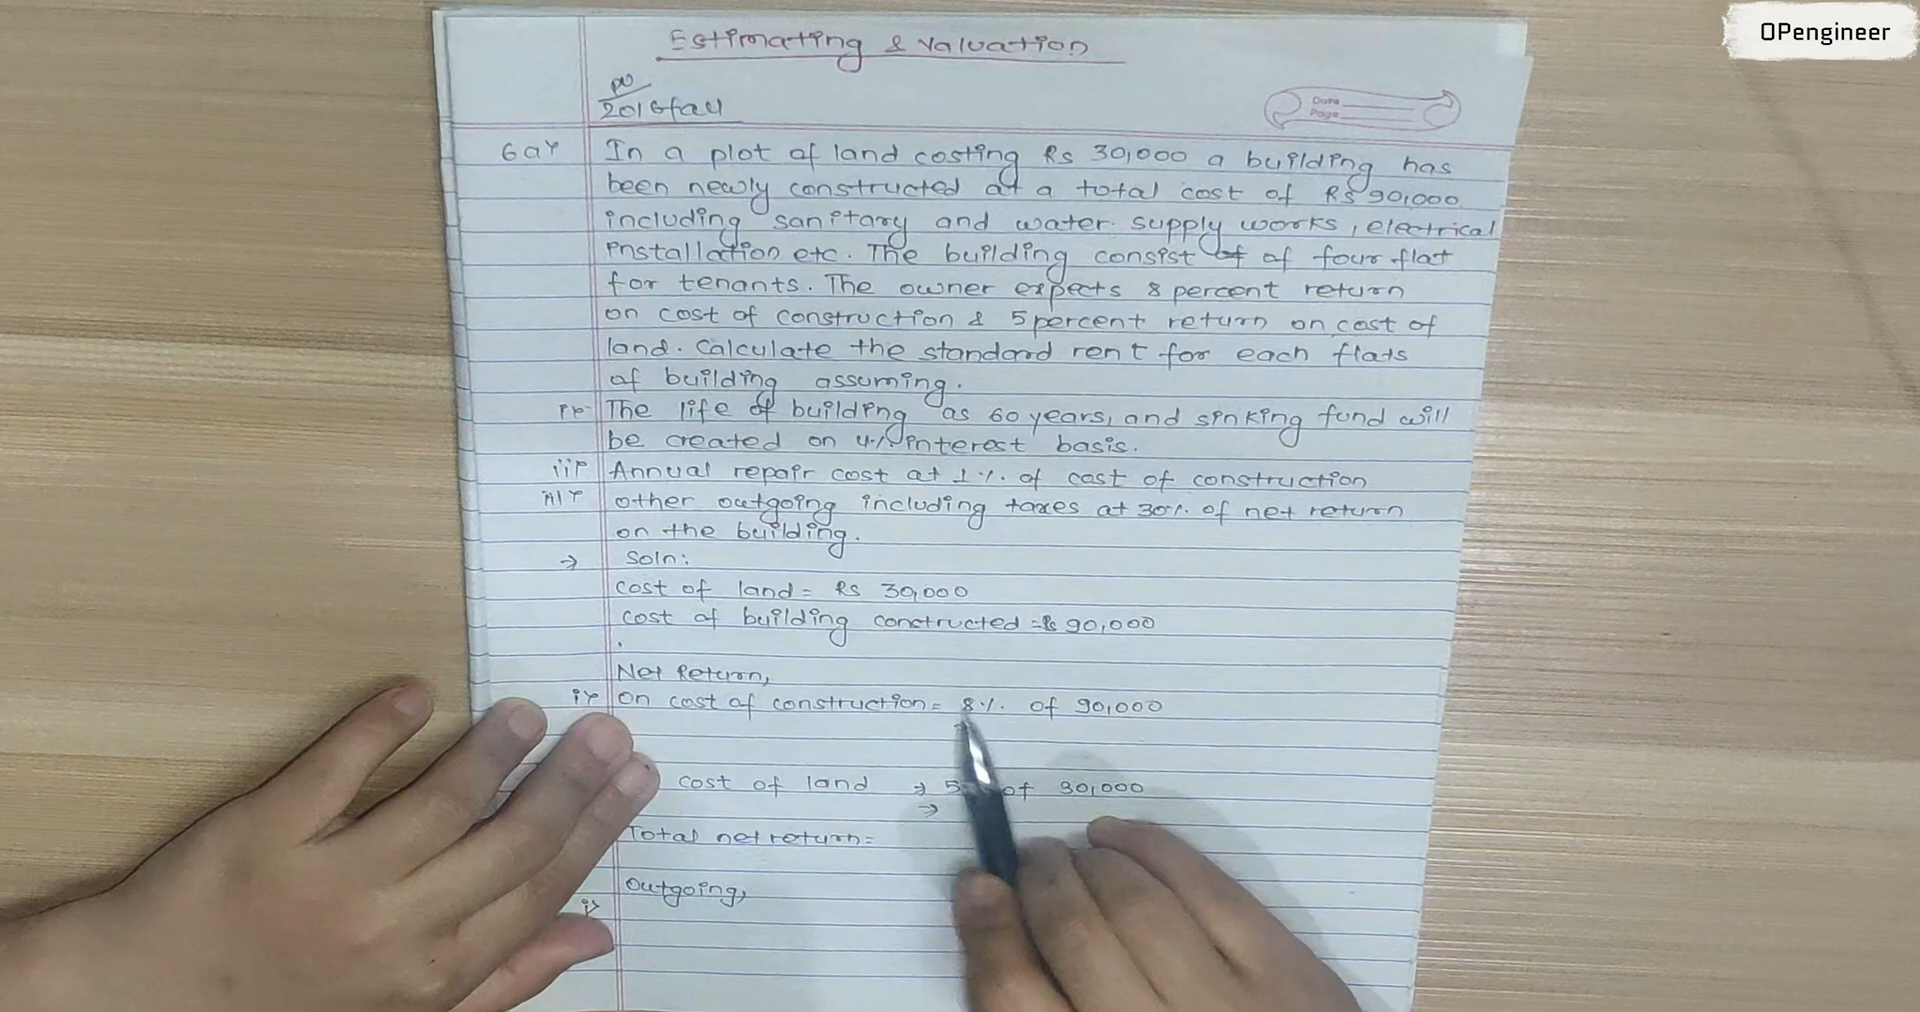 OPengineer
Estimating & Valuation
PU
2016 fall
Date
Page
6 a) In a plot of land costing Rs 30,000 a building has
been newly constructed at a total cost of Rs 90,000
including sanitary and water supply works, electrical
installation etc. The building consist of four flat
for tenants. The owner expects 8 percent return
on cost of construction & 5 percent return on cost of
land. Calculate the standard rent for each flats
of building assuming.
The life of building as 60 years, and sinking fund will
be created on 4% interest basis.
ii) Annual repair cost at 1% of cost of construction
other outgoing including taxes at 30% of net return
on the building.
→ Soln:
cost of land = Rs 30,000
cost of building constructed = Rs 90,000
Net Return,
i) On cost of construction = 8% of 90,000
cost of land → 5 of 30,000
→
Total net return =
Outgoing,
i)